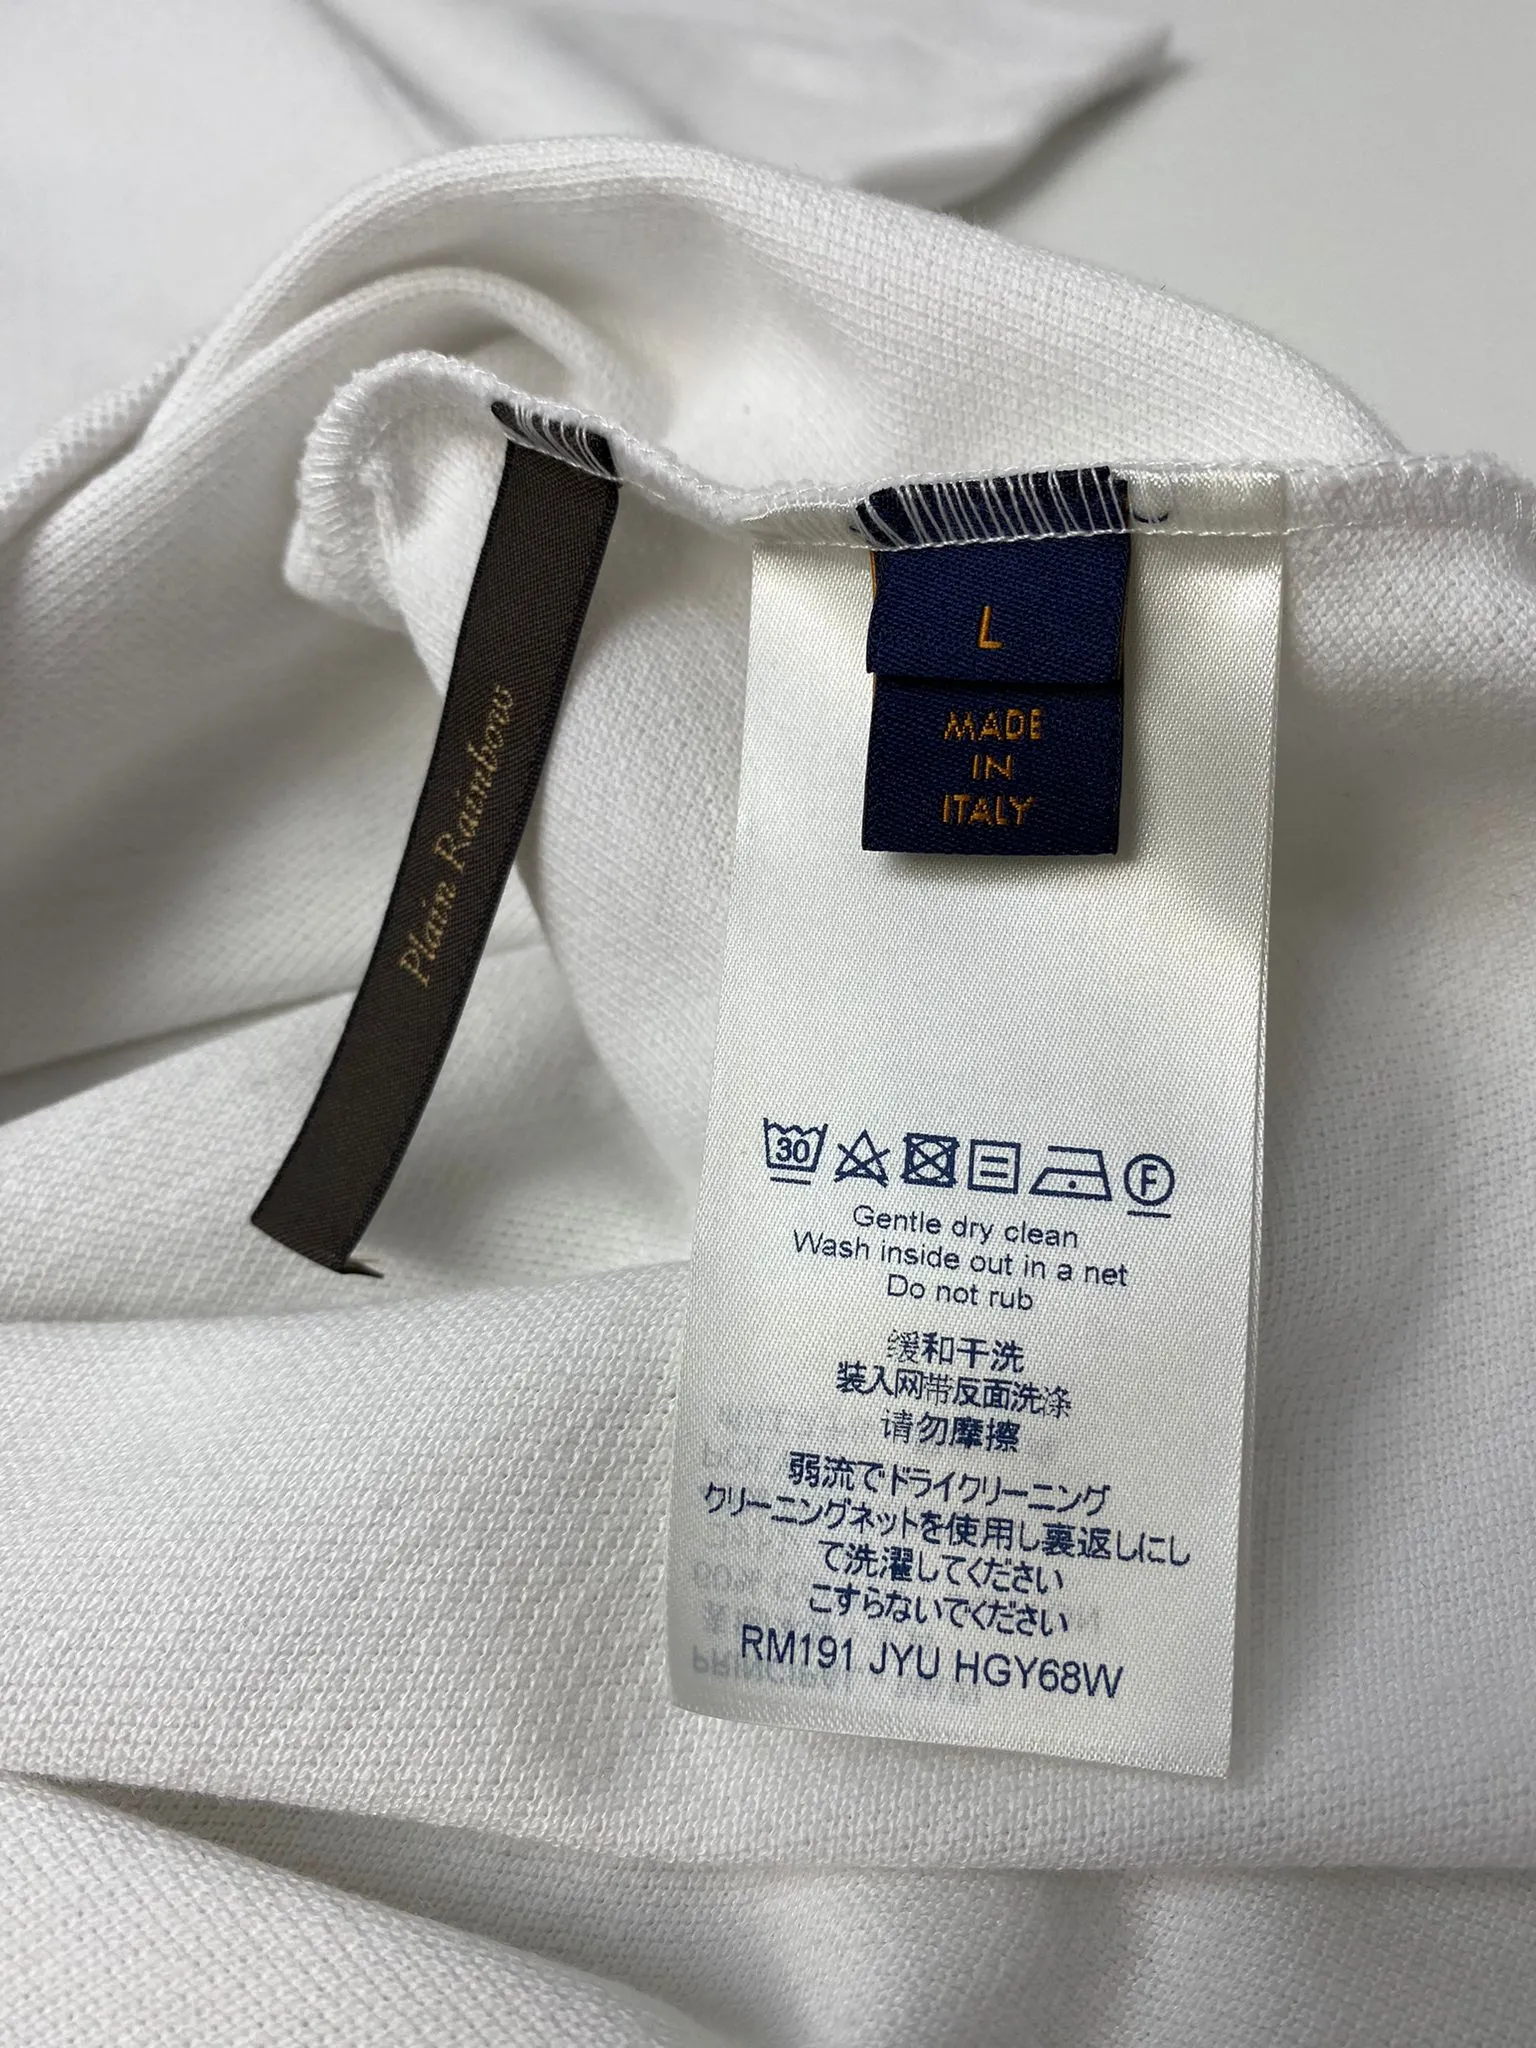 Plain Rainbow
L
MADE
IN
ITALY
30
F
Gentle dry clean
Wash inside out in a net
Do not rub
缓和干洗
装入网带反面洗涤
请勿摩擦
弱流でドライクリーニング
クリーニングネットを使用し裏返しにし
て洗濯してください
こすらないでください
RM191 JYU HGY68W